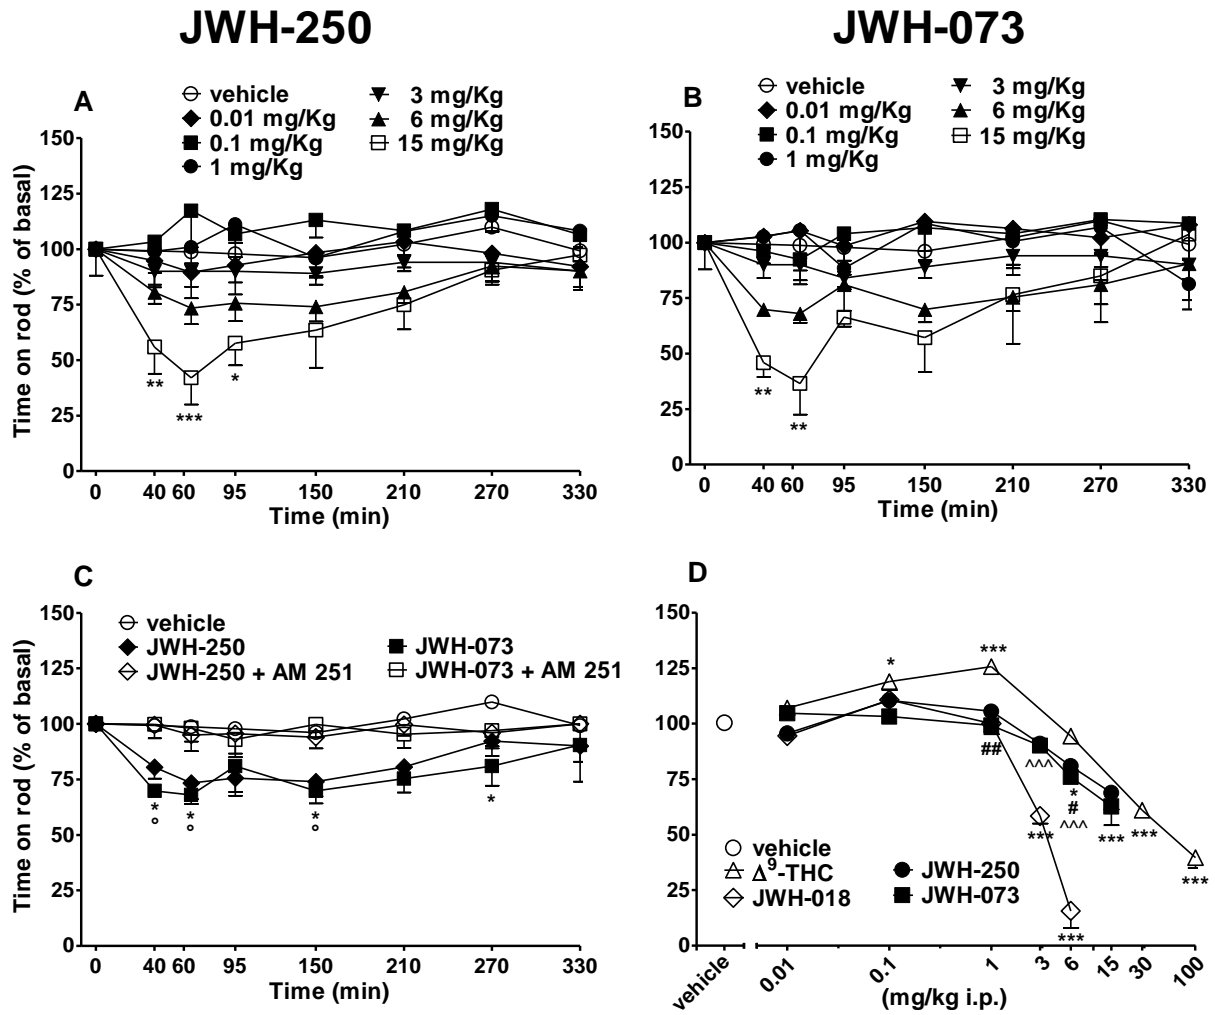 JWH-250
JWH-073
A
vehicle
0.01 mg/Kg
0.1 mg/Kg
1 mg/Kg
3 mg/Kg
6 mg/Kg
15 mg/Kg
Time on rod (% of basal)
150
125
100
75
50
25
0
0 40 60 95 150 210 270 330
Time (min)
** *** *
B
vehicle
0.01 mg/Kg
0.1 mg/Kg
1 mg/Kg
3 mg/Kg
6 mg/Kg
15 mg/Kg
150
125
100
75
50
25
0
0 40 60 95 150 210 270 330
Time (min)
** **
C
vehicle
JWH-250
JWH-250 + AM 251
JWH-073
JWH-073 + AM 251
Time on rod (% of basal)
150
125
100
75
50
25
0
* * * *
° ° °
0 40 60 95 150 210 270 330
Time (min)
D
150
125
100
75
50
25
0
* ***
##
^^^
*
#
^^^
*** *** *** ***
***
vehicle
Δ⁹-THC
JWH-018
JWH-250
JWH-073
vehicle 0.01 0.1 1 3 6 15 30 100
(mg/kg i.p.)